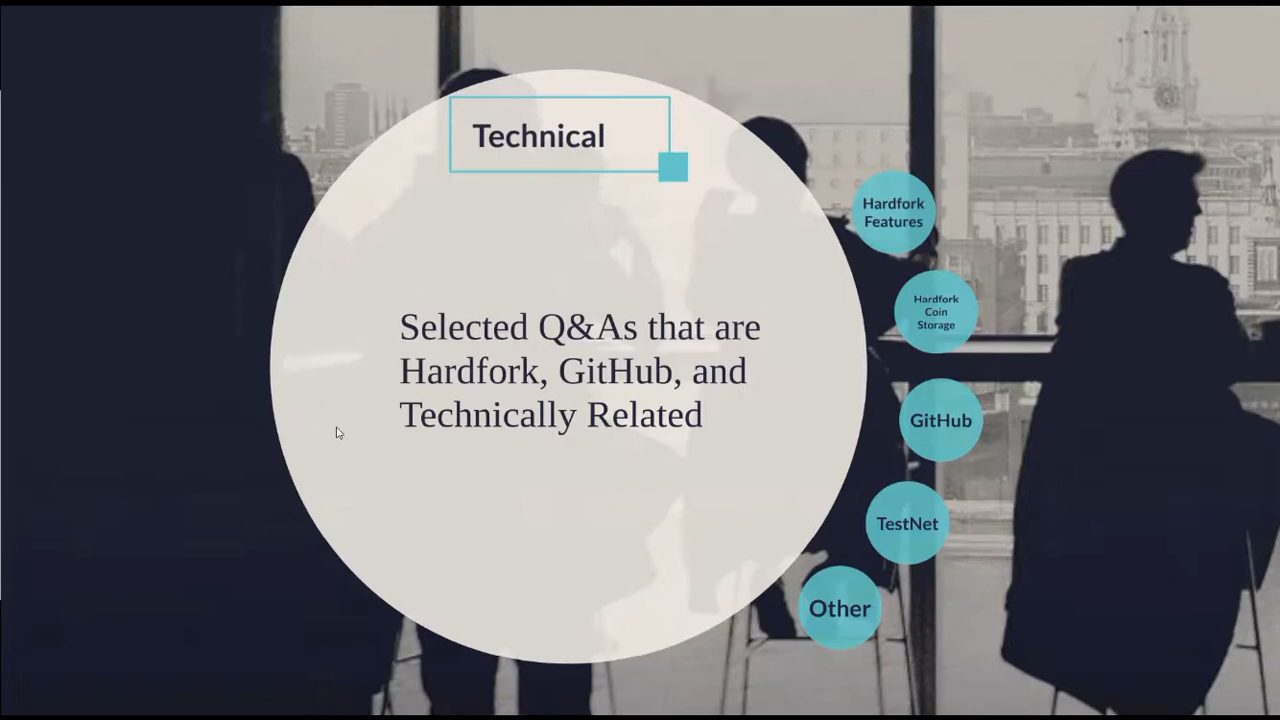 Technical
Selected Q&As that are
Hardfork, GitHub, and
Technically Related
Hardfork
Features
Hardfork
Coin
Storage
GitHub
TestNet
Other